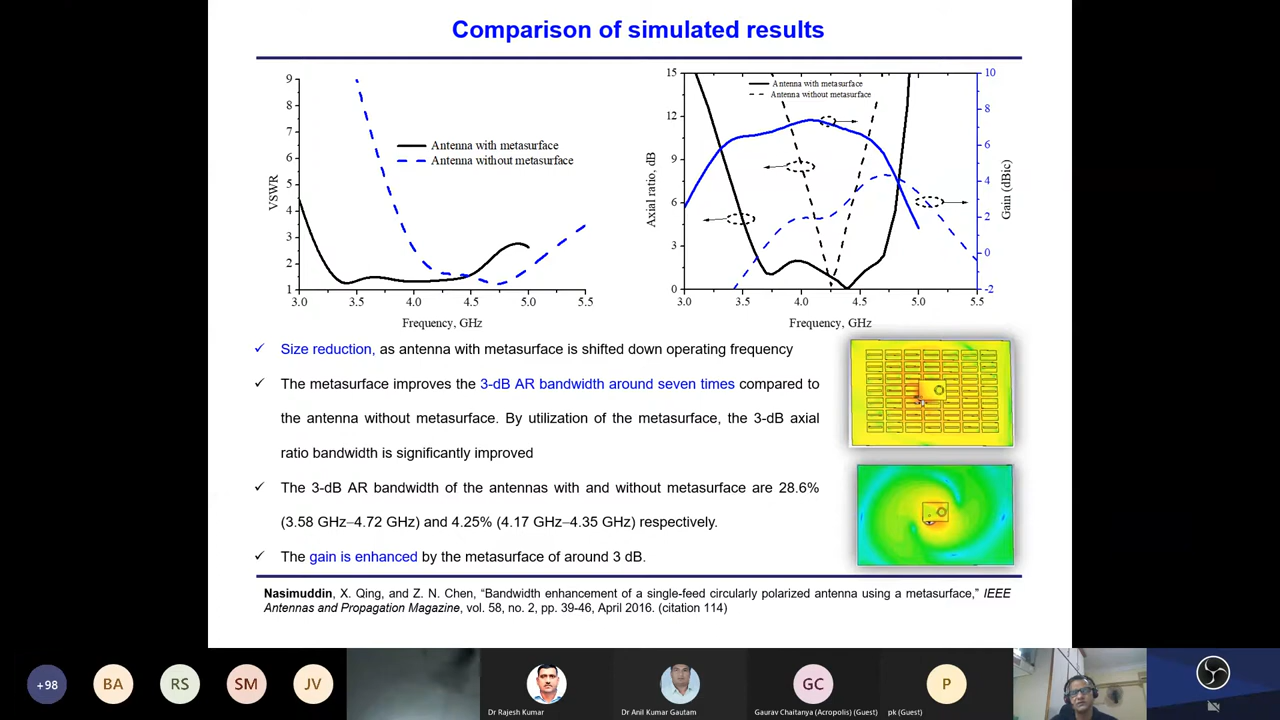 Comparison of simulated results
9
8
7
6
5
4
3
2
1
VSWR
3.0 3.5 4.0 4.5 5.0 5.5
Frequency, GHz
Antenna with metasurface
Antenna without metasurface
15
12
9
6
3
0
Axial ratio, dB
Antenna with metasurface
Antenna without metasurface
10
8
6
4
2
0
-2
Gain (dBic)
3.0 3.5 4.0 4.5 5.0 5.5
Frequency, GHz
✓ Size reduction, as antenna with metasurface is shifted down operating frequency
✓ The metasurface improves the 3-dB AR bandwidth around seven times compared to
the antenna without metasurface. By utilization of the metasurface, the 3-dB axial
ratio bandwidth is significantly improved
✓ The 3-dB AR bandwidth of the antennas with and without metasurface are 28.6%
(3.58 GHz–4.72 GHz) and 4.25% (4.17 GHz–4.35 GHz) respectively.
✓ The gain is enhanced by the metasurface of around 3 dB.
Nasimuddin, X. Qing, and Z. N. Chen, “Bandwidth enhancement of a single-feed circularly polarized antenna using a metasurface,” IEEE
Antennas and Propagation Magazine, vol. 58, no. 2, pp. 39-46, April 2016. (citation 114)
+98 BA RS SM JV GC P
Dr Rajesh Kumar Dr Anil Kumar Gautam Gaurav Chaitanya (Acropolis) (Guest) pk (Guest)